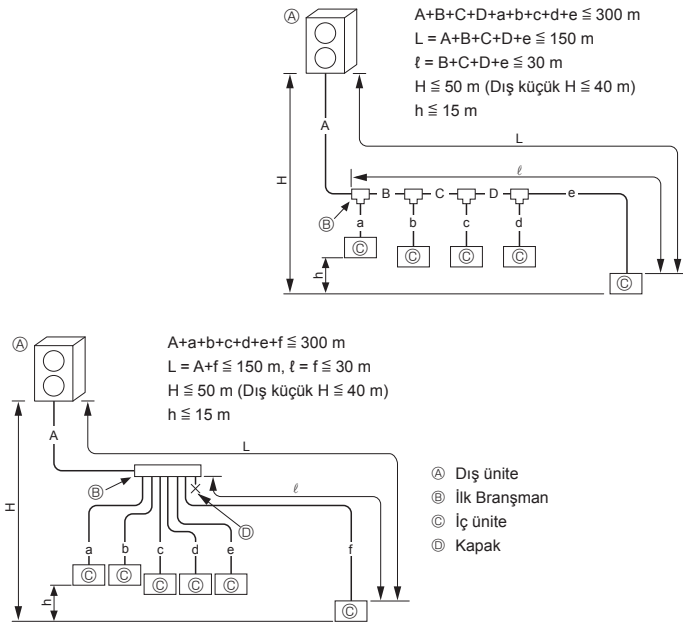 Ⓐ
A+B+C+D+a+b+c+d+e ≦ 300 m
L = A+B+C+D+e ≦ 150 m
ℓ = B+C+D+e ≦ 30 m
H ≦ 50 m (Dış küçük H ≦ 40 m)
h ≦ 15 m
A
L
H
ℓ
B C D e
Ⓑ
a b c d
Ⓒ Ⓒ Ⓒ Ⓒ
h
Ⓒ
Ⓐ
A+a+b+c+d+e+f ≦ 300 m
L = A+f ≦ 150 m, ℓ = f ≦ 30 m
H ≦ 50 m (Dış küçük H ≦ 40 m)
h ≦ 15 m
A
L
H
Ⓑ
ℓ
Ⓓ
a b c d e f
Ⓒ Ⓒ Ⓒ Ⓒ Ⓒ
h
Ⓒ
Ⓐ Dış ünite
Ⓑ İlk Branşman
Ⓒ İç ünite
Ⓓ Kapak